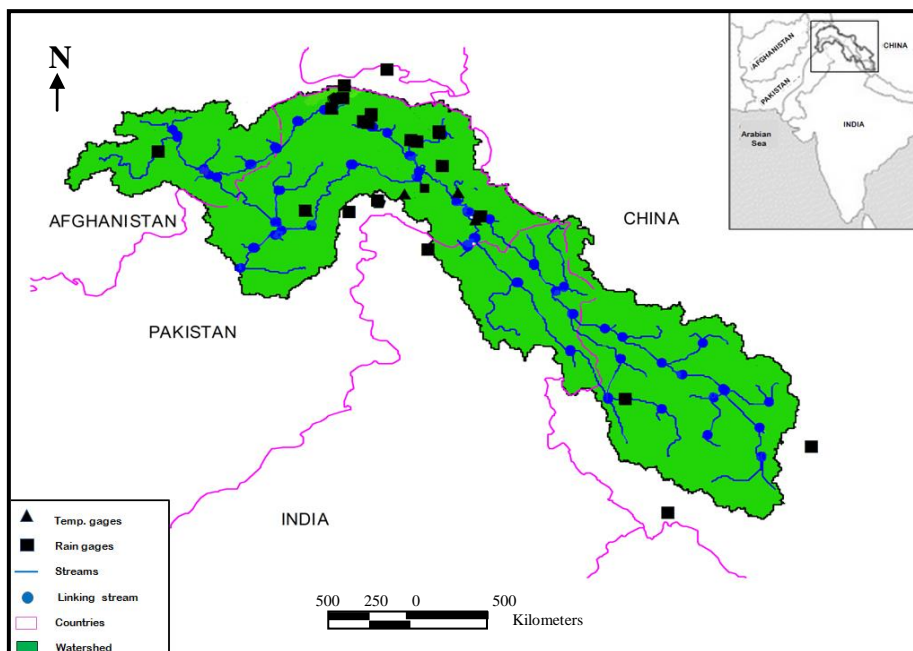 N
AFGHANISTAN
PAKISTAN
CHINA
INDIA
AFGHANISTAN
PAKISTAN
CHINA
INDIA
Arabian
Sea
Temp. gages
Rain gages
Streams
Linking stream
Countries
Watershed
500 250 0 500
Kilometers